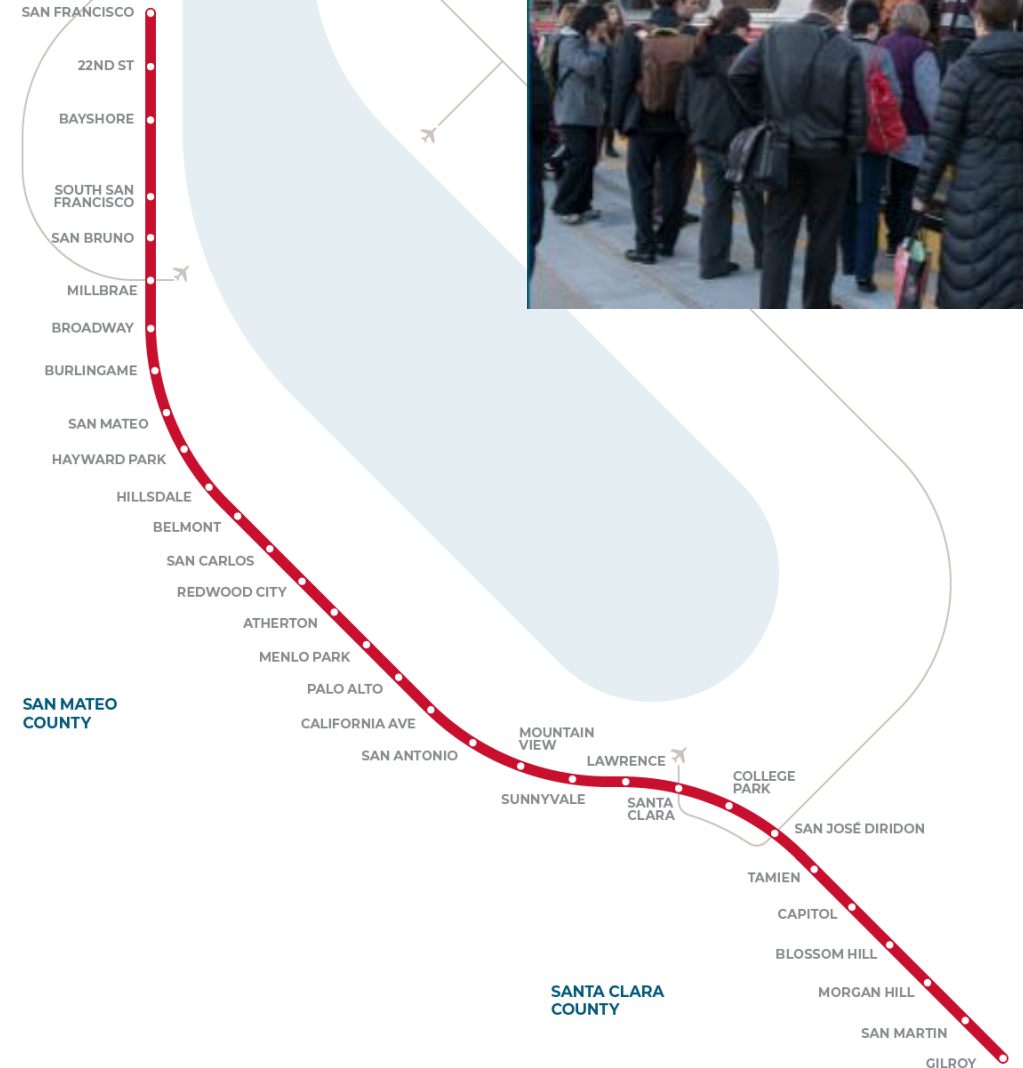 SAN FRANCISCO
22ND ST
BAYSHORE
SOUTH SAN
FRANCISCO
SAN BRUNO
MILLBRAE
BROADWAY
BURLINGAME
SAN MATEO
HAYWARD PARK
HILLSDALE
BELMONT
SAN CARLOS
REDWOOD CITY
ATHERTON
MENLO PARK
PALO ALTO
SAN MATEO
COUNTY
CALIFORNIA AVE
SAN ANTONIO
MOUNTAIN
VIEW
SUNNYVALE
LAWRENCE
SANTA
CLARA
COLLEGE
PARK
SAN JOSÉ DIRIDON
TAMIEN
CAPITOL
BLOSSOM HILL
SANTA CLARA
COUNTY
MORGAN HILL
SAN MARTIN
GILROY